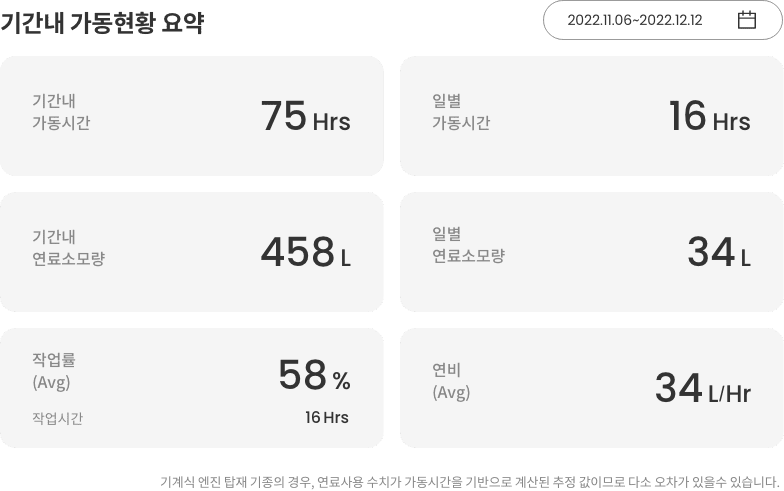 기간내 가동현황 요약
2022.11.06~2022.12.12
기간내
가동시간
75 Hrs
일별
가동시간
16 Hrs
기간내
연료소모량
458 L
일별
연료소모량
34 L
작업률
(Avg)
58 %
작업시간
16 Hrs
연비
(Avg)
34 L/Hr
기계식 엔진 탑재 기종의 경우, 연료사용 수치가 가동시간을 기반으로 계산된 추정 값이므로 다소 오차가 있을수 있습니다.